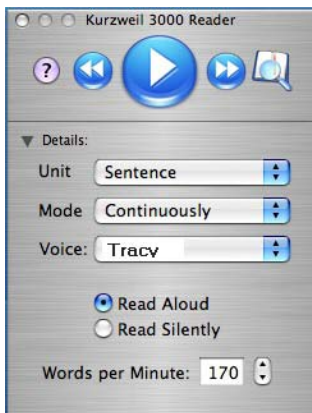 Kurzweil 3000 Reader
?
Details:
Unit Sentence
Mode Continuously
Voice: Tracy
Read Aloud
Read Silently
Words per Minute: 170